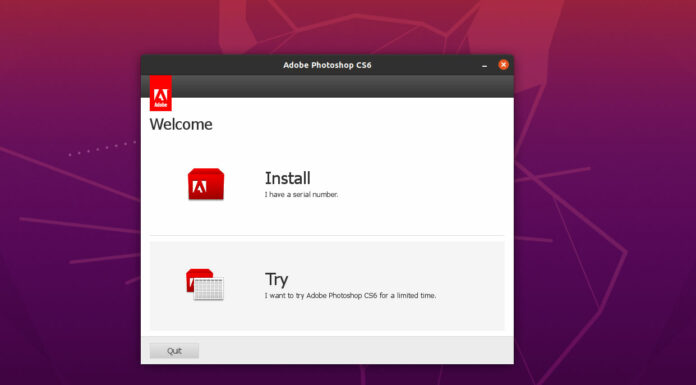 Adobe Photoshop CS6
Adobe
Welcome
Install
I have a serial number.
Try
I want to try Adobe Photoshop CS6 for a limited time.
Quit